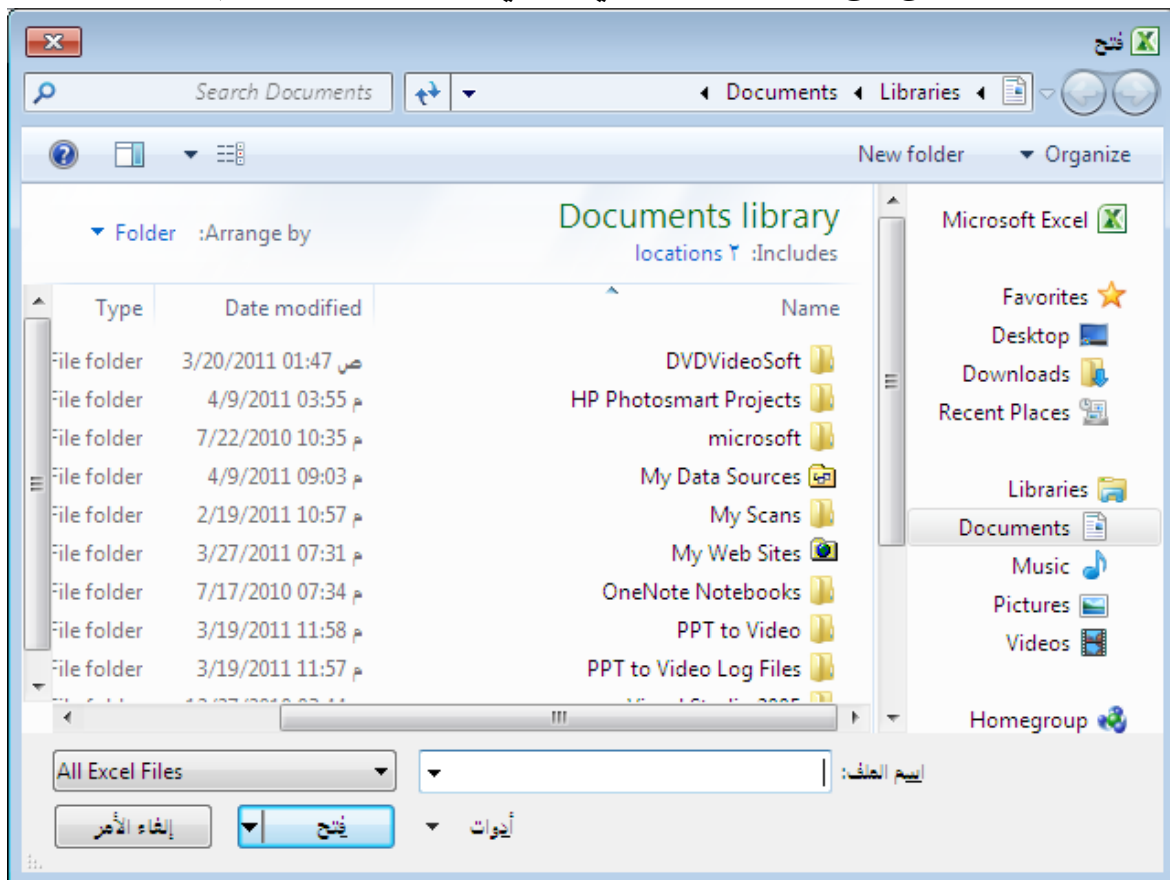 فتح
Libraries Documents
Search Documents
Organize New folder
Microsoft Excel
Favorites
Desktop
Downloads
Recent Places
Libraries
Documents
Music
Pictures
Videos
Homegroup
Documents library
Includes: ٢ locations
Arrange by: Folder
Name Date modified Type
DVDVideoSoft 3/20/2011 01:47 ص File folder
HP Photosmart Projects 4/9/2011 03:55 م File folder
microsoft 7/22/2010 10:35 م File folder
My Data Sources 4/9/2011 09:03 م File folder
My Scans 2/19/2011 10:57 م File folder
My Web Sites 3/27/2011 07:31 م File folder
OneNote Notebooks 7/17/2010 07:34 م File folder
PPT to Video 3/19/2011 11:58 م File folder
PPT to Video Log Files 3/19/2011 11:57 م File folder
اسم الملف:
All Excel Files
أدوات فتح إلغاء الأمر